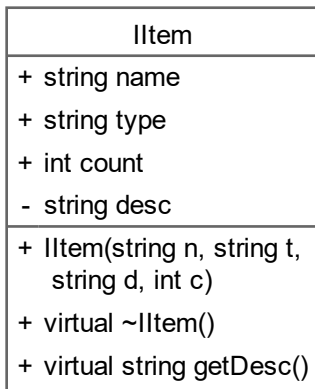 IItem
+ string name
+ string type
+ int count
- string desc
+ IItem(string n, string t,
string d, int c)
+ virtual ~IItem()
+ virtual string getDesc()